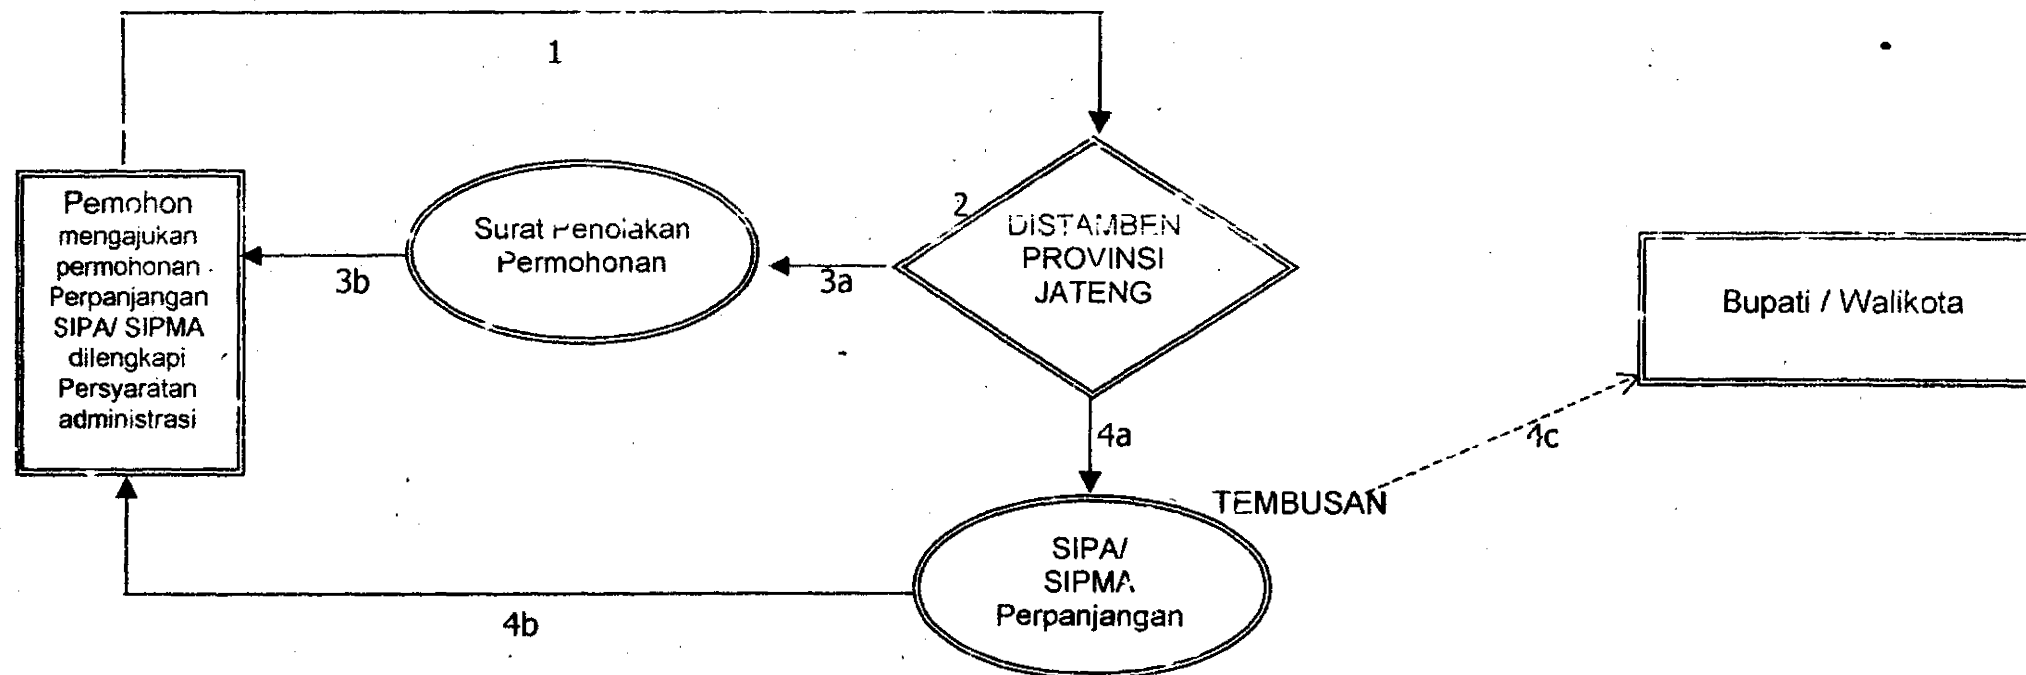 1
Pemohon
mengajukan
permohonan
Perpanjangan
SIPA/ SIPMA
dilengkapi
Persyaratan
administrasi
3b
Surat Penolakan
Permohonan
3a
2
DISTAMBEN
PROVINSI
JATENG
Bupati / Walikota
4a
4c
TEMBUSAN
SIPA/
SIPMA
Perpanjangan
4b